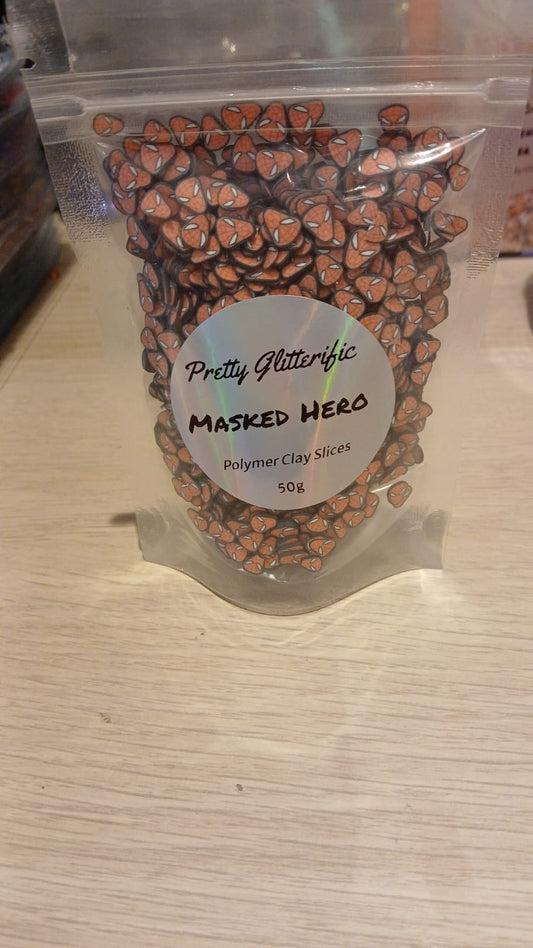 Pretty Glitterific
MASKED HERO
Polymer Clay Slices
50g